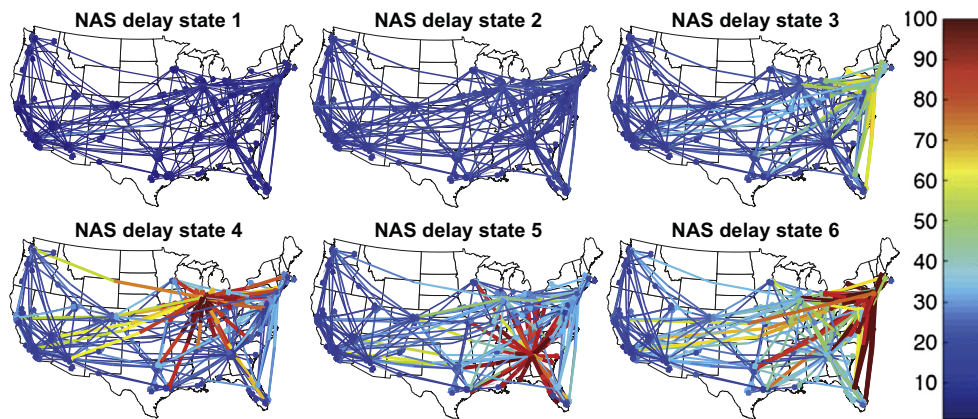 NAS delay state 1
NAS delay state 2
NAS delay state 3
NAS delay state 4
NAS delay state 5
NAS delay state 6
100
90
80
70
60
50
40
30
20
10